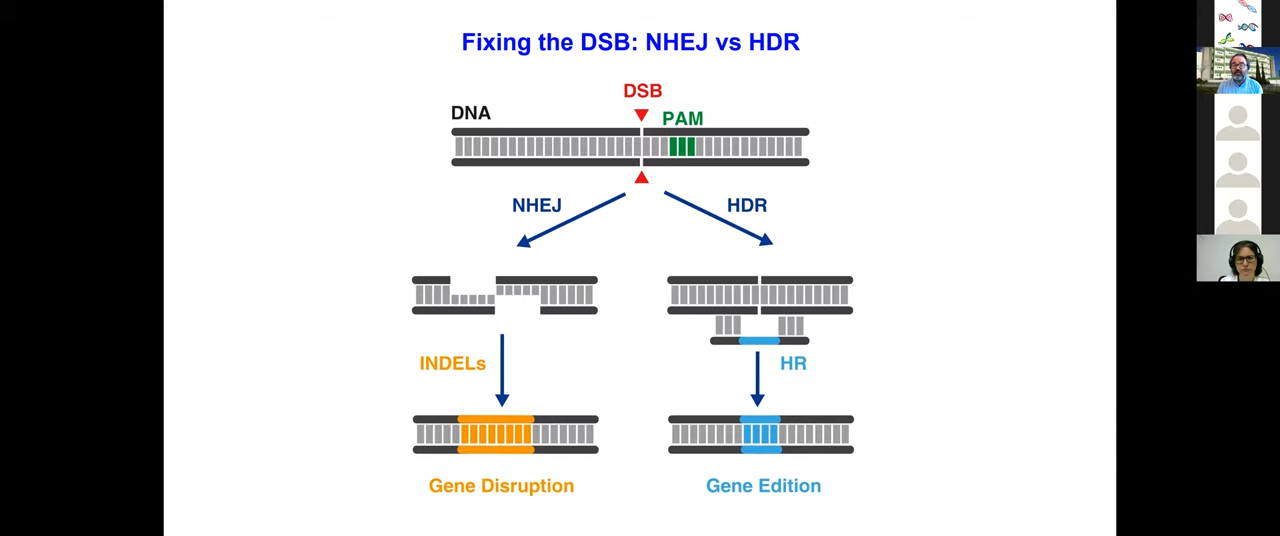 Fixing the DSB: NHEJ vs HDR
DSB
DNA
PAM
NHEJ
HDR
INDELs
HR
Gene Disruption
Gene Edition